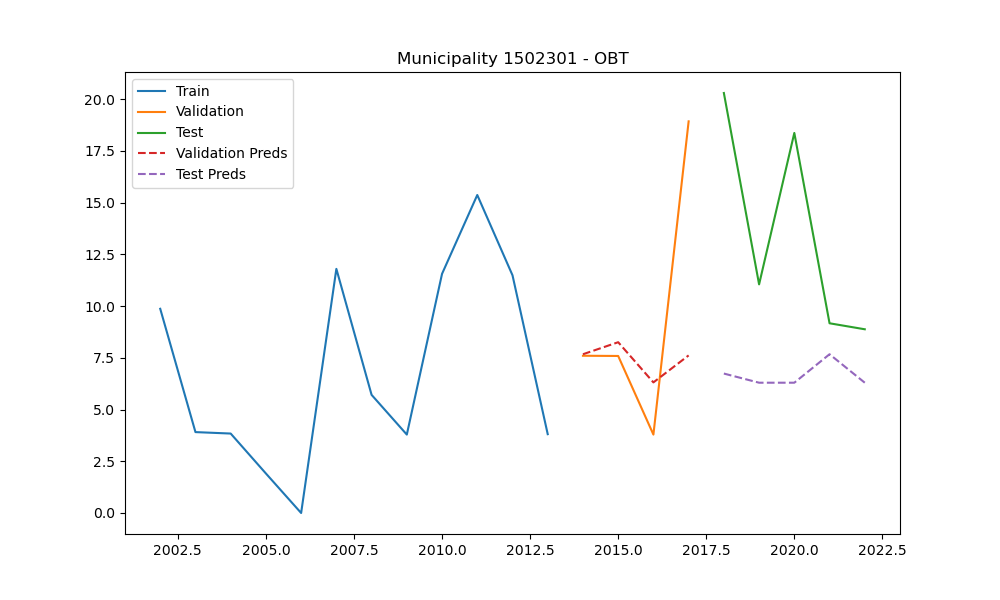 Municipality 1502301 - OBT
Train
Validation
Test
Validation Preds
Test Preds
20.0
17.5
15.0
12.5
10.0
7.5
5.0
2.5
0.0
2002.5 2005.0 2007.5 2010.0 2012.5 2015.0 2017.5 2020.0 2022.5